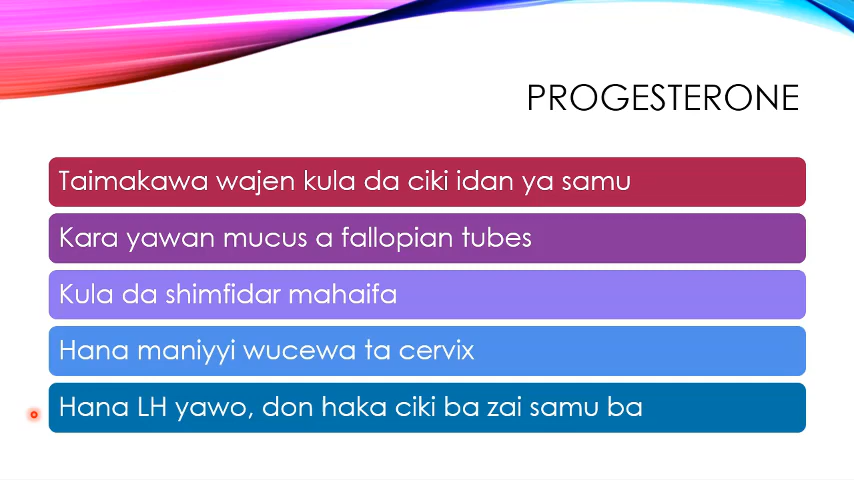 PROGESTERONE
Taimakawa wajen kula da ciki idan ya samu
Kara yawan mucus a fallopian tubes
Kula da shimfidar mahaifa
Hana maniyyi wucewa ta cervix
Hana LH yawo, don haka ciki ba zai samu ba